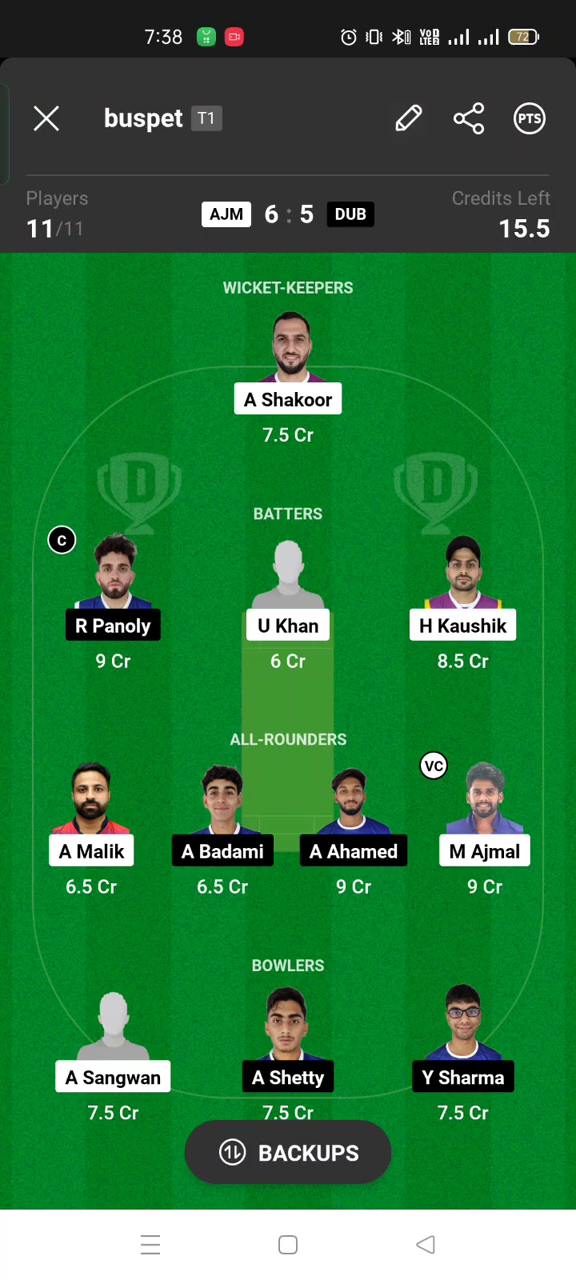 7:38
VoD LTE2 72
buspet T1
PTS
Players
Credits Left
11/11
AJM 6 : 5 DUB
15.5
WICKET-KEEPERS
A Shakoor
7.5 Cr
D D
BATTERS
C
R Panoly U Khan H Kaushik
9 Cr 6 Cr 8.5 Cr
ALL-ROUNDERS
VC
A Malik A Badami A Ahamed M Ajmal
6.5 Cr 6.5 Cr 9 Cr 9 Cr
BOWLERS
A Sangwan A Shetty Y Sharma
7.5 Cr 7.5 Cr 7.5 Cr
BACKUPS